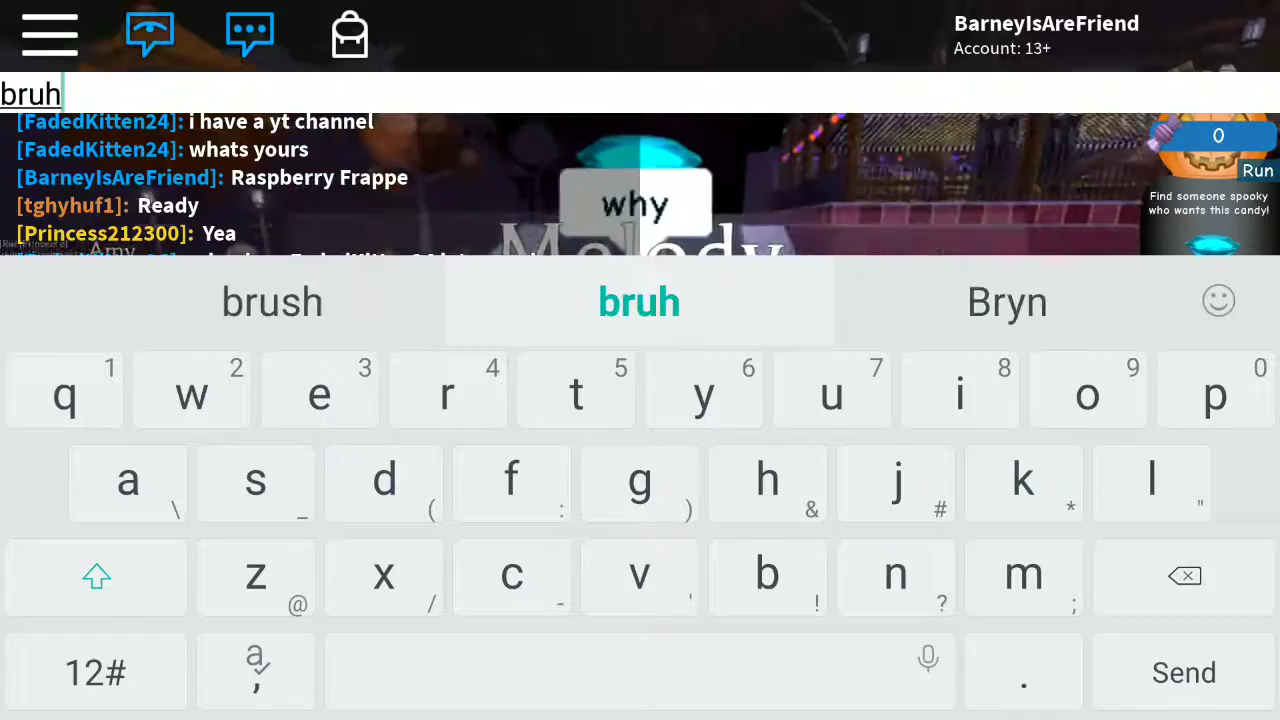 BarneyIsAreFriend
Account: 13+
bruh
[FadedKitten24]: i have a yt channel
[FadedKitten24]: whats yours
[BarneyIsAreFriend]: Raspberry Frappe
[tghyhuf1]: Ready
[Princess212300]: Yea
why
Melody
Amy
0
Run
Find someone spooky
who wants this candy!
brush bruh Bryn
1 2 3 4 5 6 7 8 9 0
q w e r t y u i o p
a s d f g h j k l
\ _ ( : ) & # * "
z x c v b n m
@ / - ' ! ? ;
12# a , . Send